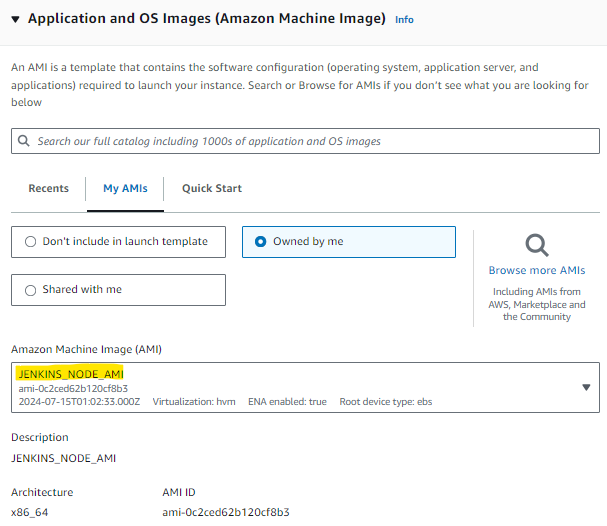 Application and OS Images (Amazon Machine Image) Info
An AMI is a template that contains the software configuration (operating system, application server, and
applications) required to launch your instance. Search or Browse for AMIs if you don't see what you are looking for
below
Search our full catalog including 1000s of application and OS images
Recents My AMIs Quick Start
Don't include in launch template
Owned by me
Shared with me
Browse more AMIs
Including AMIs from
AWS, Marketplace and
the Community
Amazon Machine Image (AMI)
JENKINS_NODE_AMI
ami-0c2ced62b120cf8b3
2024-07-15T01:02:33.000Z Virtualization: hvm ENA enabled: true Root device type: ebs
Description
JENKINS_NODE_AMI
Architecture AMI ID
x86_64 ami-0c2ced62b120cf8b3